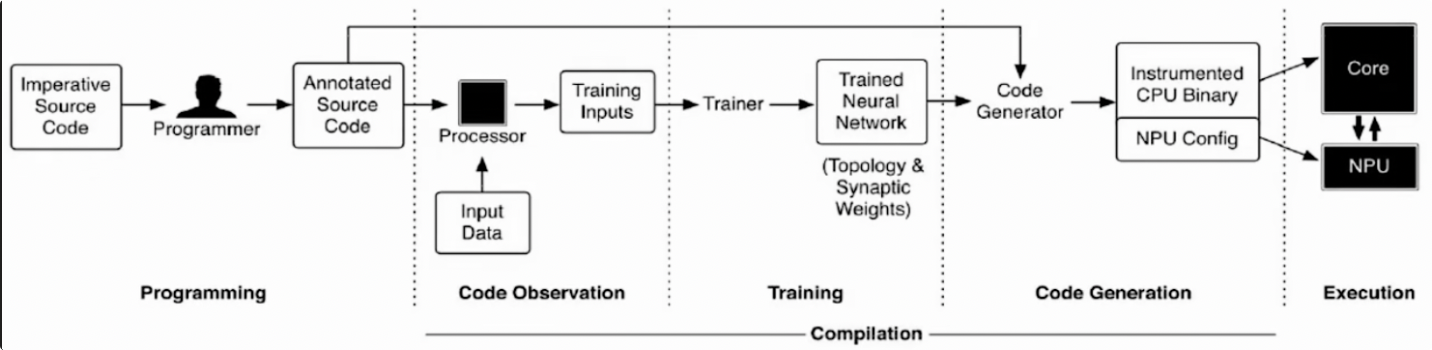 Imperative
Source
Code
Programmer
Annotated
Source
Code
Processor
Input
Data
Training
Inputs
Trainer
Trained
Neural
Network
(Topology &
Synaptic
Weights)
Code
Generator
Instrumented
CPU Binary
NPU Config
Core
NPU
Programming
Code Observation
Training
Code Generation
Execution
Compilation